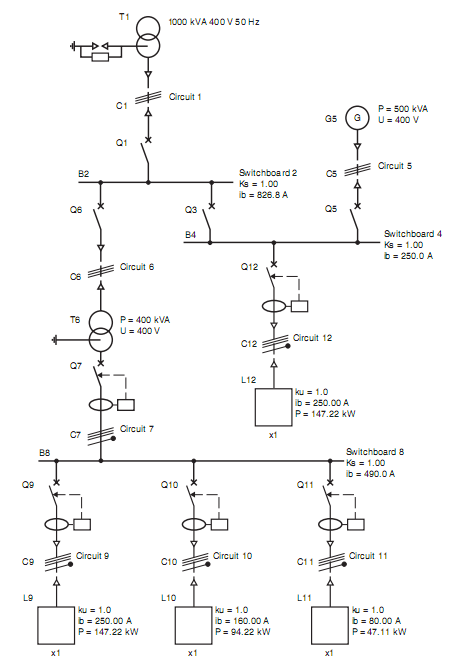 T1
1000 kVA 400 V 50 Hz
C1
Circuit 1
Q1
G5
G
P = 500 kVA
U = 400 V
C5
Circuit 5
Q5
B2
Switchboard 2
Ks = 1.00
ib = 826.8 A
Q6
Q3
B4
Switchboard 4
Ks = 1.00
ib = 250.0 A
C6
Circuit 6
Q12
T6
P = 400 kVA
U = 400 V
C12
Circuit 12
Q7
L12
ku = 1.0
ib = 250.00 A
P = 147.22 kW
x1
C7
Circuit 7
B8
Switchboard 8
Ks = 1.00
ib = 490.0 A
Q9
Q10
Q11
C9
Circuit 9
C10
Circuit 10
C11
Circuit 11
L9
ku = 1.0
ib = 250.00 A
P = 147.22 kW
x1
L10
ku = 1.0
ib = 160.00 A
P = 94.22 kW
x1
L11
ku = 1.0
ib = 80.00 A
P = 47.11 kW
x1